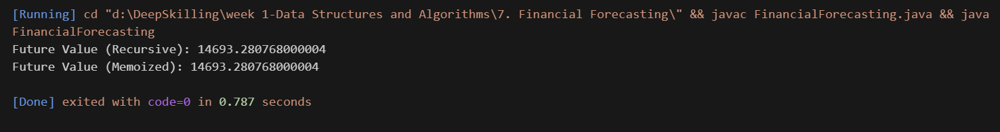 [Running] cd "d:\DeepSkilling\week 1-Data Structures and Algorithms\7. Financial Forecasting\" && javac FinancialForecasting.java && java
FinancialForecasting
Future Value (Recursive): 14693.280768000004
Future Value (Memoized): 14693.280768000004
[Done] exited with code=0 in 0.787 seconds